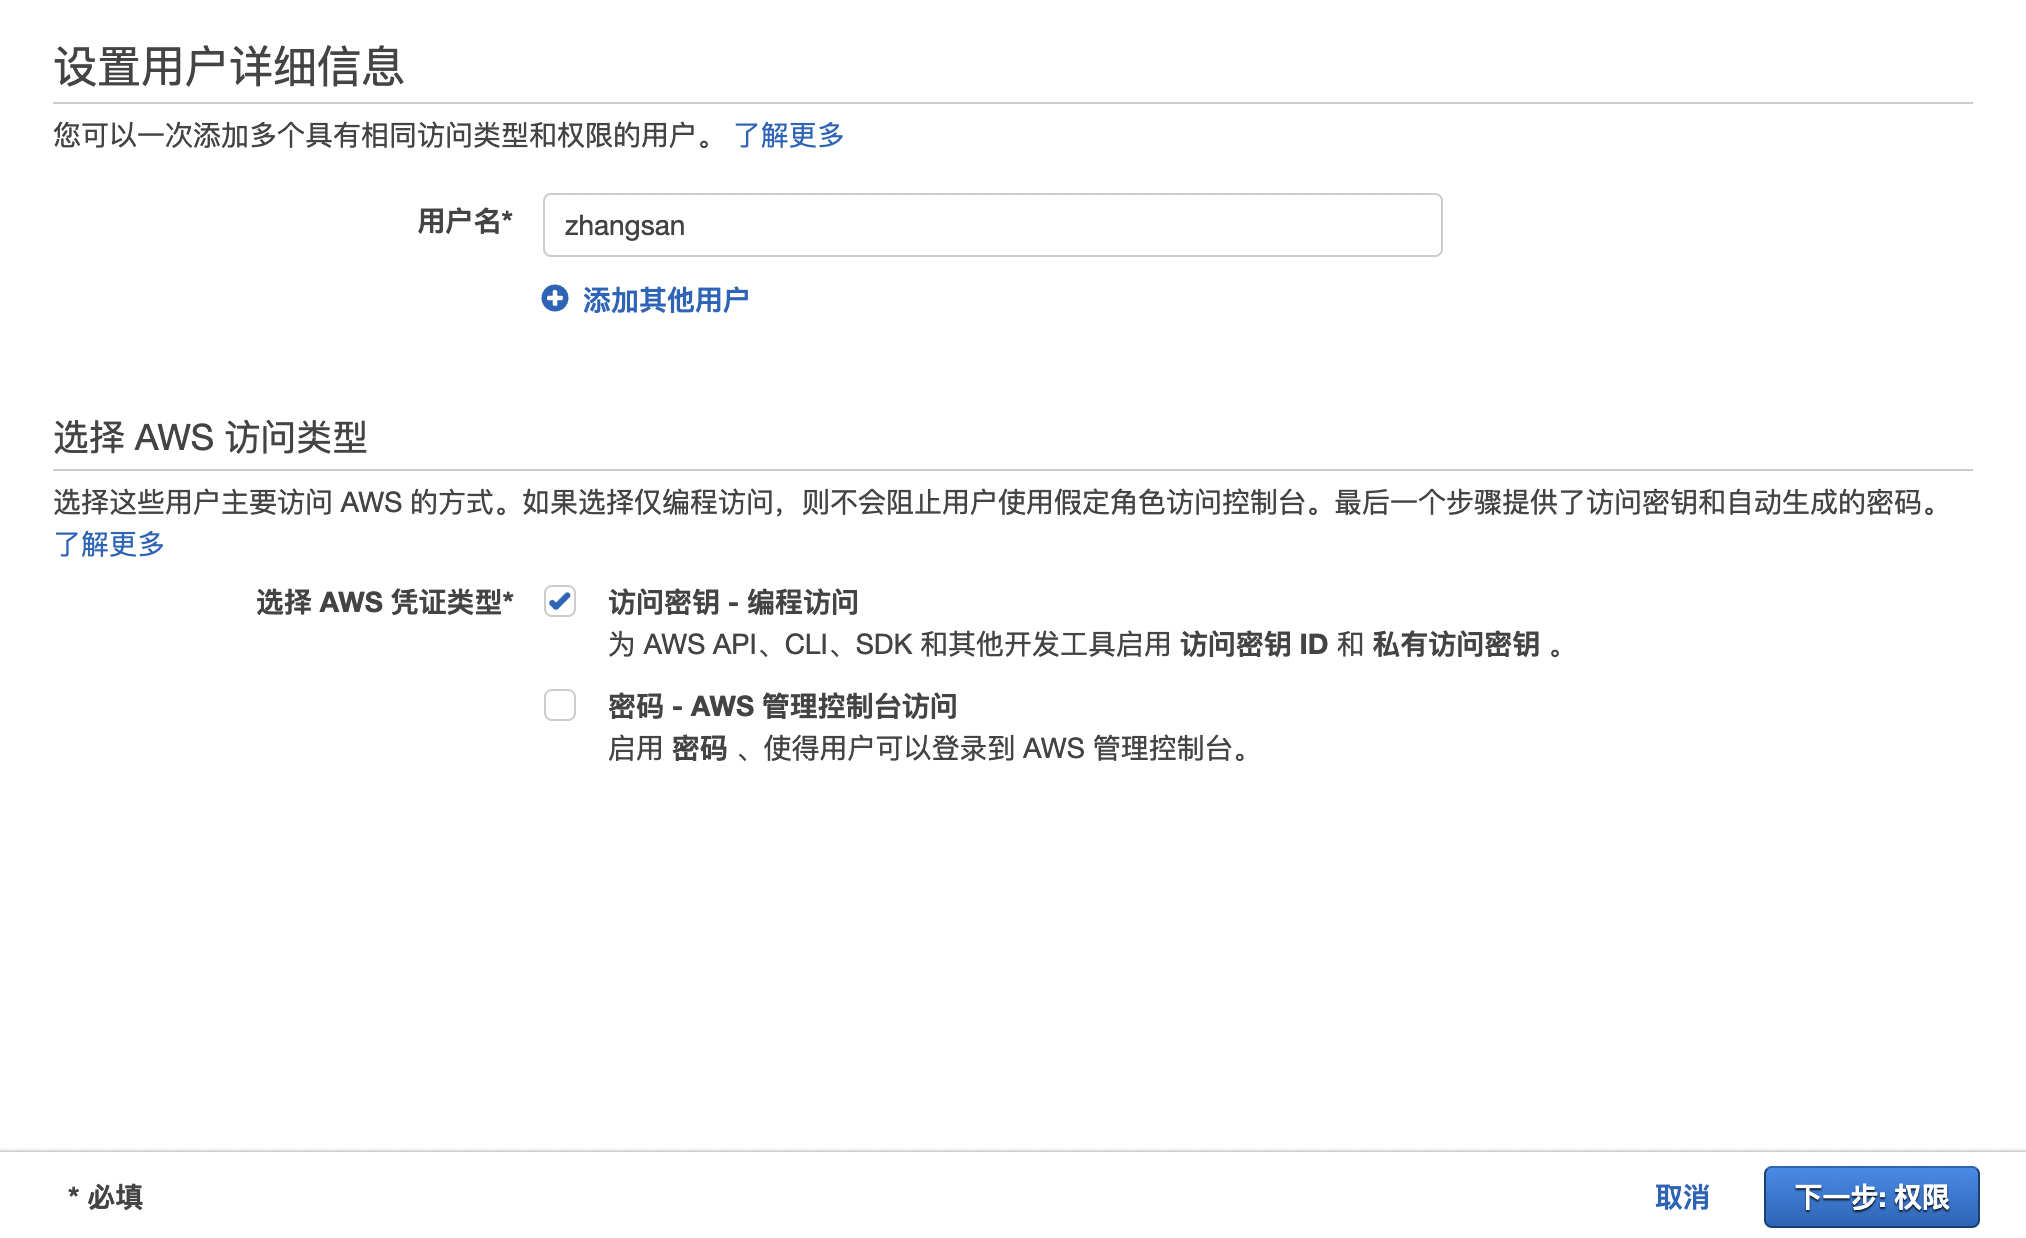 设置用户详细信息
您可以一次添加多个具有相同访问类型和权限的用户。 了解更多
用户名* zhangsan
添加其他用户
选择 AWS 访问类型
选择这些用户主要访问 AWS 的方式。如果选择仅编程访问，则不会阻止用户使用假定角色访问控制台。最后一个步骤提供了访问密钥和自动生成的密码。
了解更多
选择 AWS 凭证类型* 访问密钥 - 编程访问
为 AWS API、CLI、SDK 和其他开发工具启用 访问密钥 ID 和 私有访问密钥 。
密码 - AWS 管理控制台访问
启用 密码 、使得用户可以登录到 AWS 管理控制台。
* 必填 取消 下一步: 权限